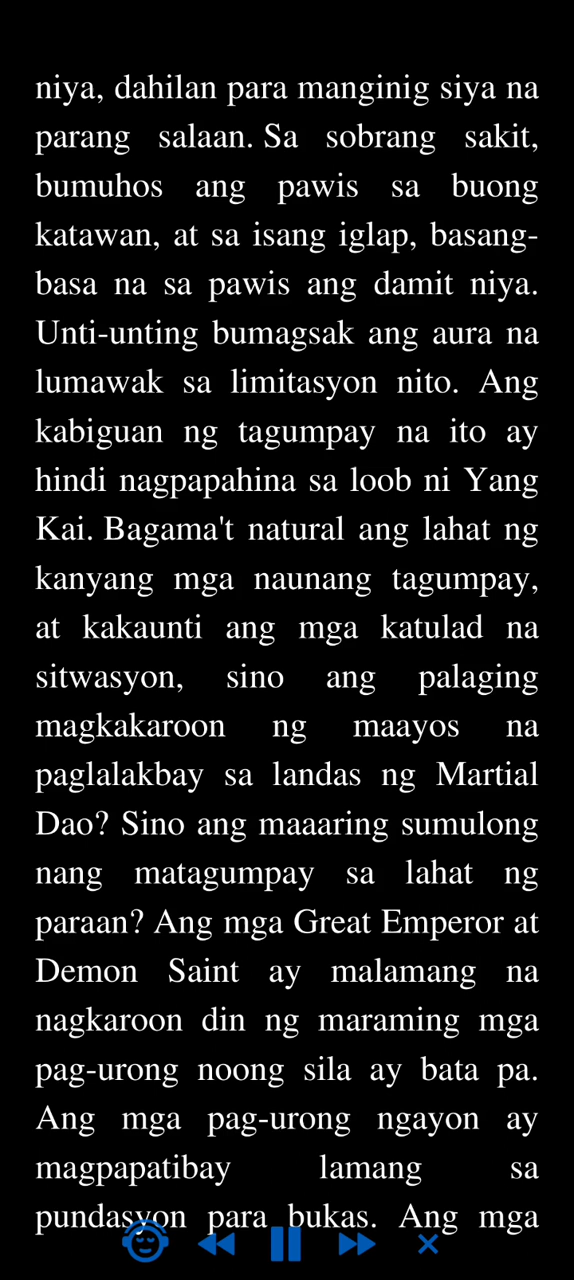 niya, dahilan para manginig siya na
parang salaan. Sa sobrang sakit,
bumuhos ang pawis sa buong
katawan, at sa isang iglap, basang-
basa na sa pawis ang damit niya.
Unti-unting bumagsak ang aura na
lumawak sa limitasyon nito. Ang
kabiguan ng tagumpay na ito ay
hindi nagpapahina sa loob ni Yang
Kai. Bagama't natural ang lahat ng
kanyang mga naunang tagumpay,
at kakaunti ang mga katulad na
sitwasyon, sino ang palaging
magkakaroon ng maayos na
paglalakbay sa landas ng Martial
Dao? Sino ang maaaring sumulong
nang matagumpay sa lahat ng
paraan? Ang mga Great Emperor at
Demon Saint ay malamang na
nagkaroon din ng maraming mga
pag-urong noong sila ay bata pa.
Ang mga pag-urong ngayon ay
magpapatibay lamang sa
pundasyon para bukas. Ang mga